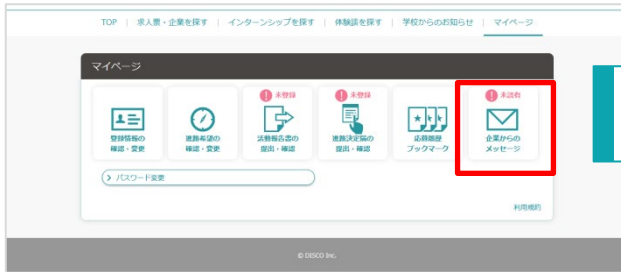 TOP | 求人票・企業を探す | インターンシップを探す | 体験談を探す | 学校からのお知らせ | マイページ
マイページ
未登録
未登録
未読有
登録情報の
確認・変更
進路希望の
確認・変更
活動報告書の
提出・確認
進路決定届の
提出・確認
応募履歴
ブックマーク
企業からの
メッセージ
パスワード変更
利用規約
© DISCO Inc.